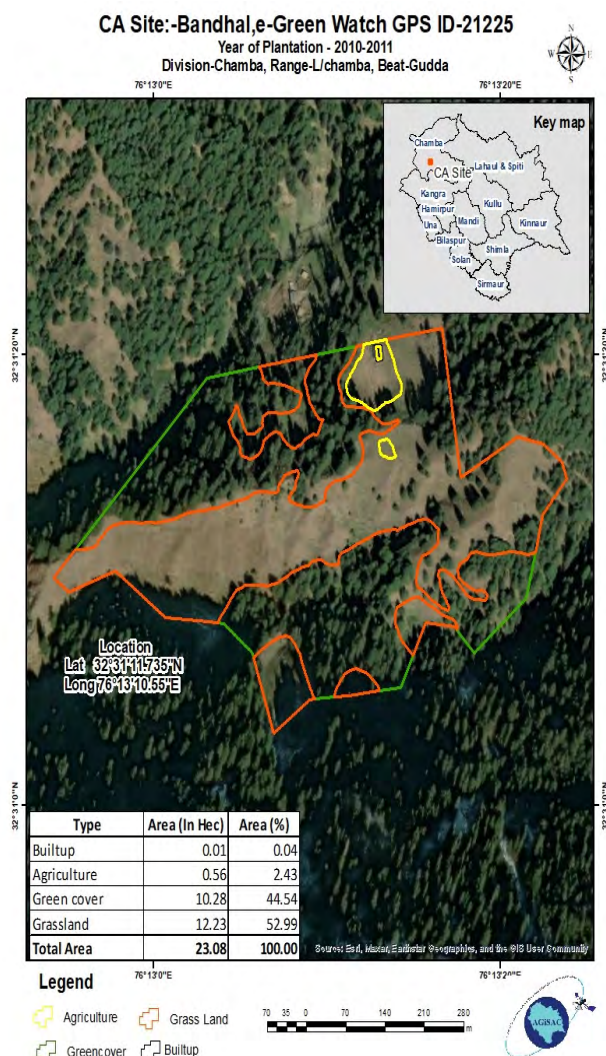 CA Site:-Bandhal,e-Green Watch GPS ID-21225
Year of Plantation - 2010-2011
Division-Chamba, Range-L/chamba, Beat-Gudda
N
W E
S
76°13'0"E 76°13'20"E
Key map
Chamba
CA Site
Lahaul & Spiti
Kangra
Hamirpur
Kullu
Una
Mandi
Kinnaur
Bilaspur
Shimla
Solan
Sirmaur
32°31'20"N 32°31'20"N
Location
Lat 32°31'11.735"N
Long 76°13'10.55"E
32°31'0"N 32°31'0"N
Type Area (In Hec) Area (%)
Builtup 0.01 0.04
Agriculture 0.56 2.43
Green cover 10.28 44.54
Grassland 12.23 52.99
Total Area 23.08 100.00
Source: Esri, Maxar, Earthstar Geographics, and the GIS User Community
76°13'0"E 76°13'2"E
Legend
Agriculture Grass Land
Greencover Builtup
70 35 0 70 140 210 280
m
AGiSAC